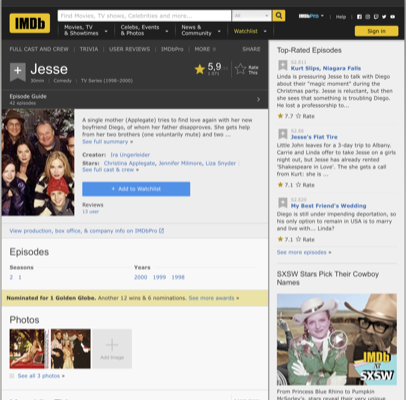 IMDb
Find Movies, TV shows, Celebrities and more...
All
IMDbPro
Help
Movies, TV
& Showtimes
Celebs, Events
& Photos
News &
Community
Watchlist
Sign in
FULL CAST AND CREW | TRIVIA | USER REVIEWS | IMDbPro | MORE
SHARE
Jesse
30min | Comedy | TV Series (1998–2000)
5,9
Rate
This
Episode Guide
42 episodes
A single mother (Applegate) tries to find love again with her
new boyfriend Diego, of whom her father disapproves. She gets help
from her two brothers (one voluntarily mute) and two ...
See full summary »
Creator: Ira Ungerleider
Stars: Christina Applegate, Jennifer Milmore, Liza Snyder |
See full cast & crew »
+ Add to Watchlist
Reviews
View production, box office, & company info on IMDbPro
Episodes
Seasons
2 1
Years
2000 1999 1998
Nominated for 1 Golden Globe. Another 12 wins & 6 nominations. See more awards »
Photos
Add Image
See all 3 photos »
Top-Rated Episodes
S2.E11
Kurt Slips, Niagara Falls
Linda is pressuring Jesse to talk with Diego
about their "magic moment" during the
Christmas party. Jesse is reluctant, but then
she sees that something is troubling Diego.
He lost a professorship to...
7.7 Rate
Jesse's Flat Tire
Little John leaves for a 3-day trip to Albany.
Carrie and Linda offer to take Jesse on a girls
night out, but Jesse has already rented
'Shakespeare in Love'. The she gets a call
from Kurt: she is ...
7.1 Rate
S2.E20
My Best Friend's Wedding
Diego is still under impending deportation, so
his only option to remain in USA is to marry
and live with... Linda?
7.1 Rate
See more episodes »
SXSW Stars Pick Their Cowboy
Names
IMDb
AT
SXSW
From Princess Blue Rhino to Pumpkin
McSorley's, stars reveal their very unique